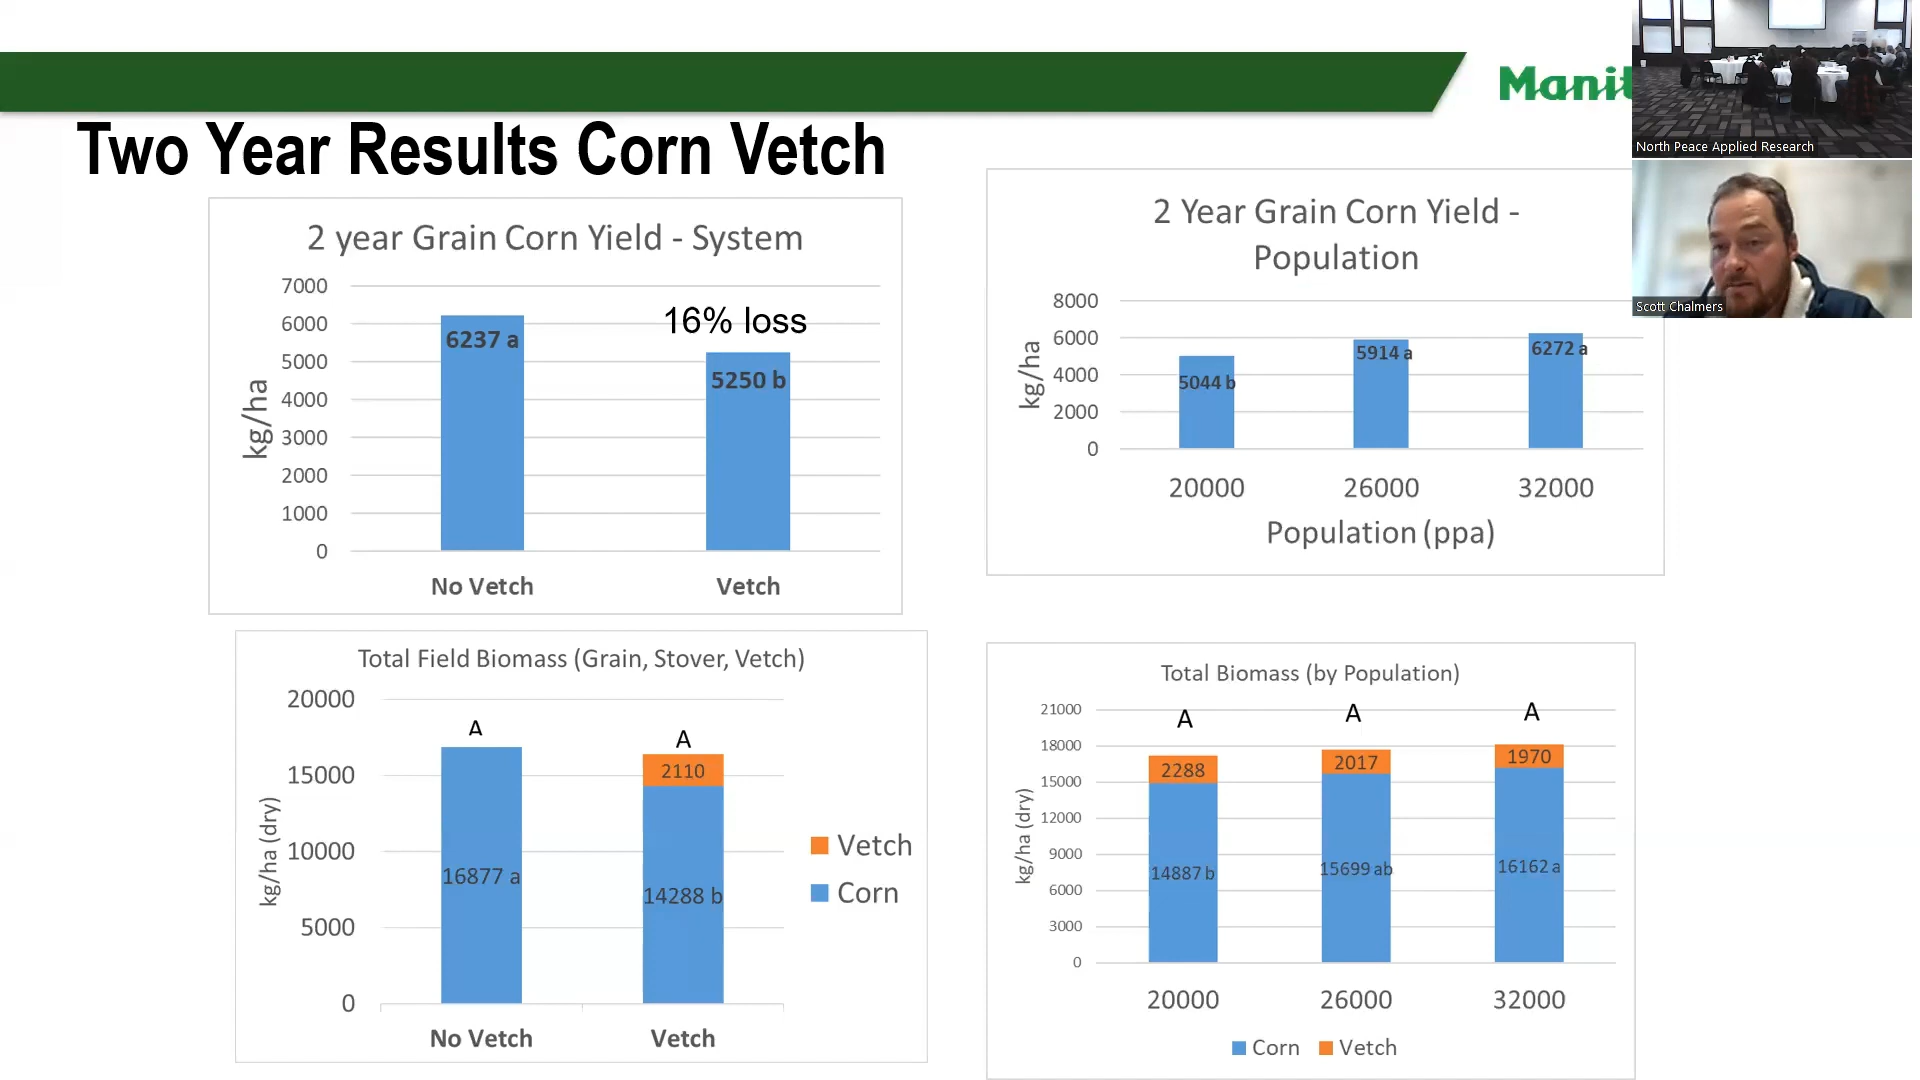 Manit
North Peace Applied Research
Scott Chalmers
Two Year Results Corn Vetch
2 year Grain Corn Yield - System
7000
6000
5000
4000
3000
2000
1000
0
kg/ha
16% loss
6237 a
5250 b
No Vetch
Vetch
2 Year Grain Corn Yield -
Population
8000
6000
4000
2000
0
kg/ha
5044 b
5914 a
6272 a
20000
26000
32000
Population (ppa)
Total Field Biomass (Grain, Stover, Vetch)
20000
15000
10000
5000
0
kg/ha (dry)
A
A
2110
16877 a
14288 b
Vetch
Corn
No Vetch
Vetch
Total Biomass (by Population)
21000
18000
15000
12000
9000
6000
3000
0
kg/ha (dry)
A
A
A
2288
2017
1970
14887 b
15699 ab
16162 a
20000
26000
32000
Corn
Vetch